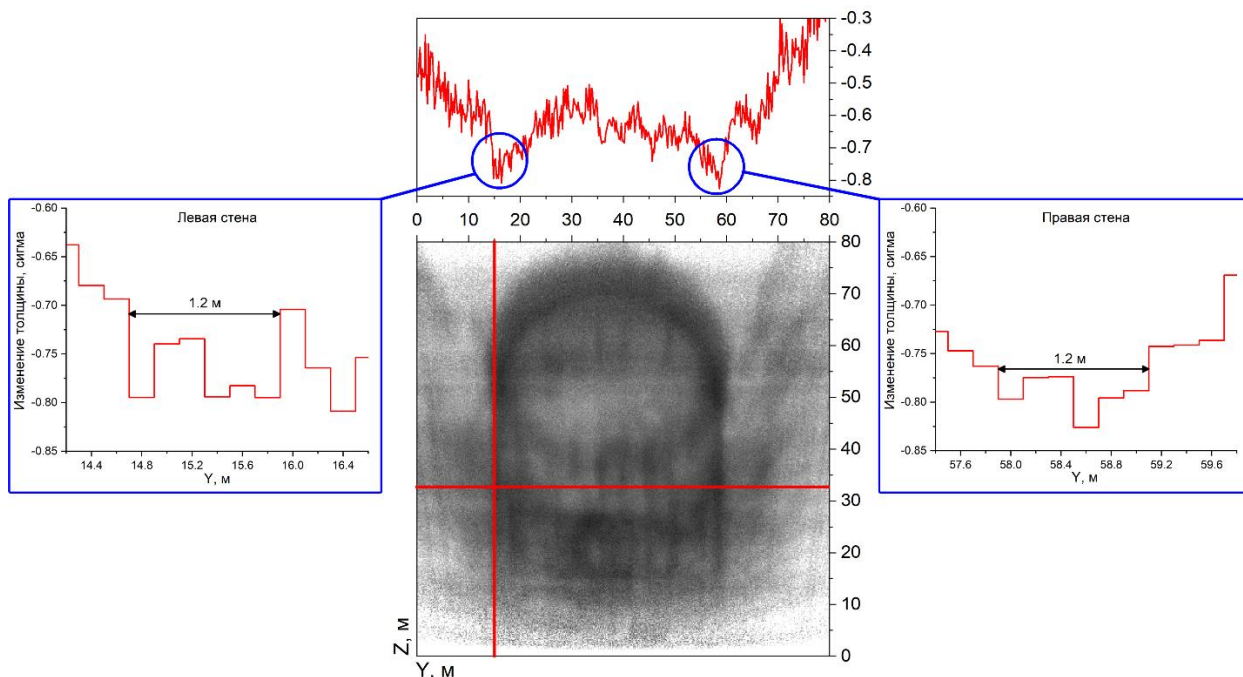 -0.3
-0.4
-0.5
-0.6
-0.7
-0.8
0 10 20 30 40 50 60 70 80
Левая стена
-0.60
-0.65
-0.70
-0.75
-0.80
-0.85
Изменение толщины, сигма
1.2 м
14.4 14.8 15.2 15.6 16.0 16.4
Y, м
80
70
60
50
40
30
20
10
0
Z, м
Y, м
Правая стена
-0.60
-0.65
-0.70
-0.75
-0.80
-0.85
Изменение толщины, сигма
1.2 м
57.6 58.0 58.4 58.8 59.2 59.6
Y, м